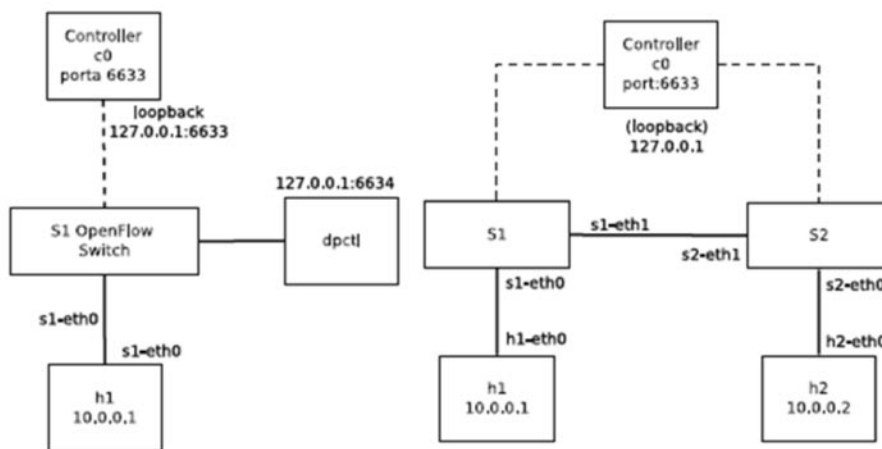 Controller
c0
porta 6633
loopback
127.0.0.1:6633
127.0.0.1:6634
S1 OpenFlow
Switch
dpctl
s1-eth0
s1-eth0
h1
10.0.0.1
Controller
c0
port:6633
(loopback)
127.0.0.1
S1
s1-eth1
s2-eth1
S2
s1-eth0
s2-eth0
h1-eth0
h2-eth0
h1
10.0.0.1
h2
10.0.0.2